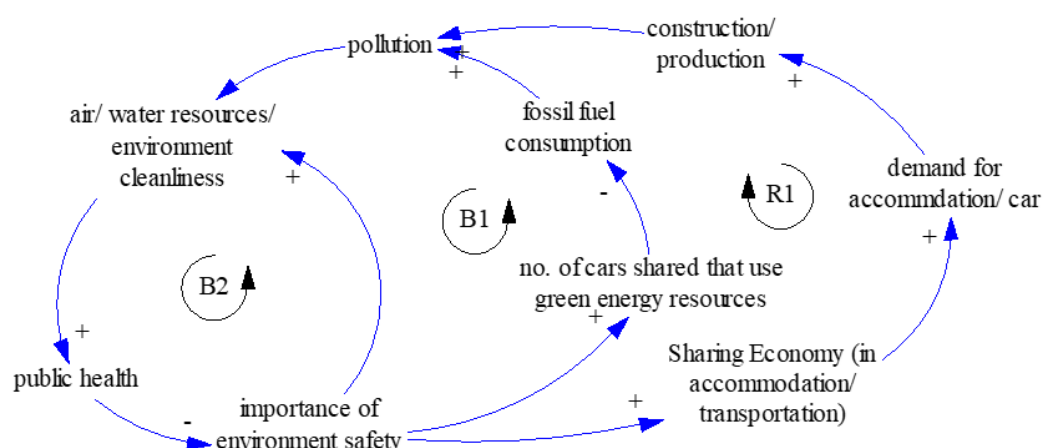 construction/
production
pollution
+
+
+
air/ water resources/
environment
cleanliness
+
fossil fuel
consumption
-
demand for
accommdation/ car
+
B1
R1
B2
no. of cars shared that use
green energy resources
+
+
public health
-
importance of
environment safety
Sharing Economy (in
accommodation/
transportation)
+